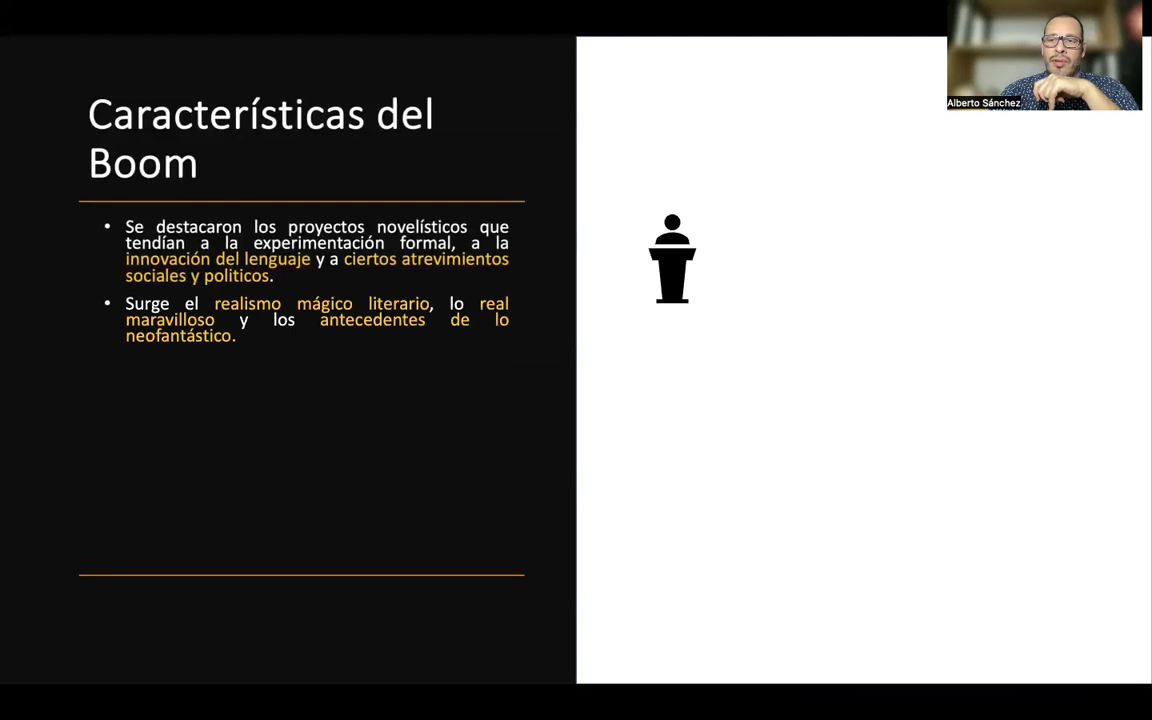 Características del
Boom
• Se destacaron los proyectos novelísticos que
tendían a la experimentación formal, a la
innovación del lenguaje y a ciertos atrevimientos
sociales y politicos.
• Surge el realismo mágico literario, lo real
maravilloso y los antecedentes de lo
neofantástico.
Alberto Sánchez